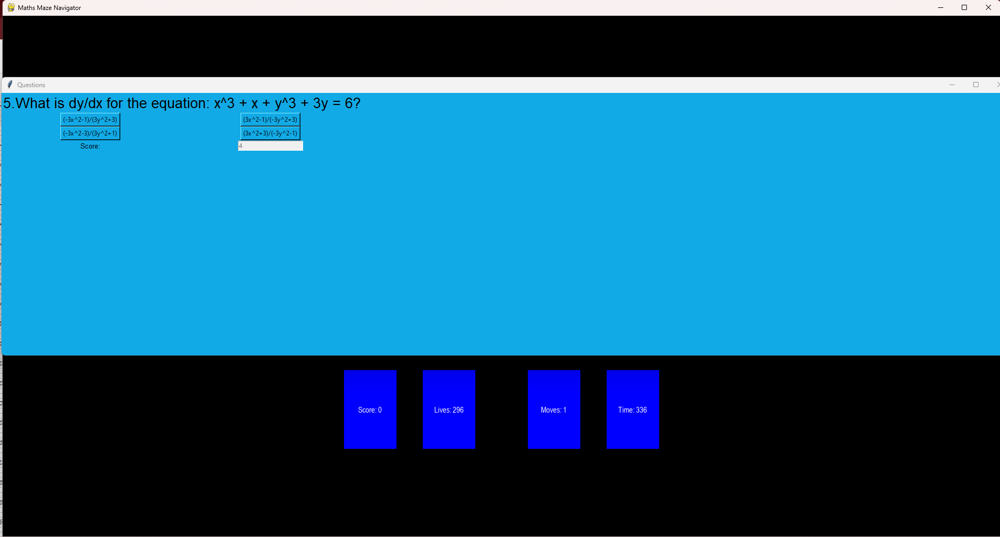 Maths Maze Navigator
Questions
5.What is dy/dx for the equation: x^3 + x + y^3 + 3y = 6?
(-3x^2-1)/(3y^2+3) (3x^2-1)/(-3y^2+3)
(-3x^2-3)/(3y^2+1) (3x^2+3)/(-3y^2-1)
Score: 4
Score: 0 Lives: 296 Moves: 1 Time: 336